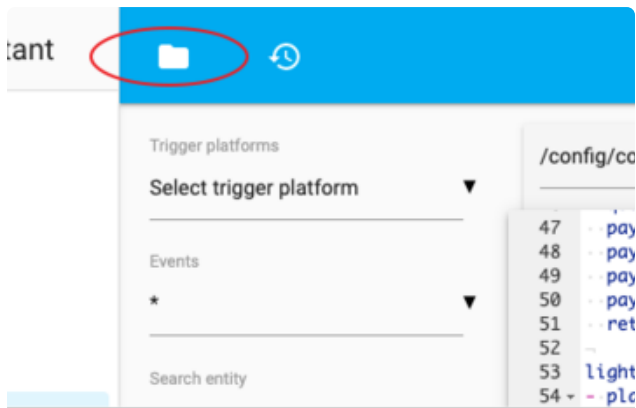 tant
Trigger platforms
Select trigger platform
Events
*
Search entity
/config/co
47 pay
48 pay
49 pay
50 pay
51 ret
52
53 light
54 - pla